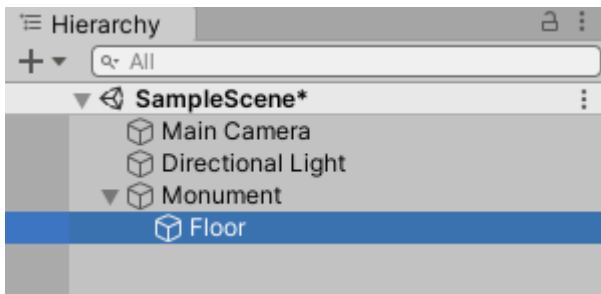 Hierarchy
All
SampleScene*
Main Camera
Directional Light
Monument
Floor